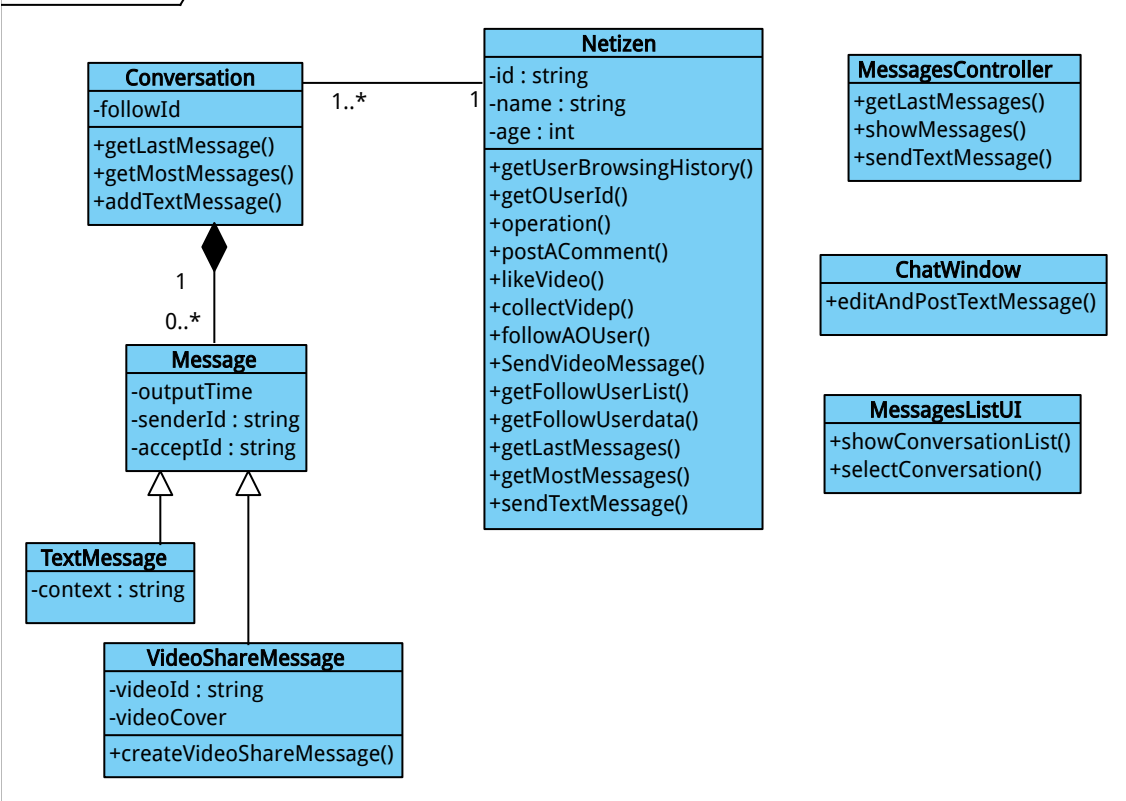 Conversation
-followId
+getLastMessage()
+getMostMessages()
+addTextMessage()
1..*
1
Netizen
-id : string
-name : string
-age : int
+getUserBrowsingHistory()
+getOUserId()
+operation()
+postAComment()
+likeVideo()
+collectVidep()
+followAOUser()
+SendVideoMessage()
+getFollowUserList()
+getFollowUserdata()
+getLastMessages()
+getMostMessages()
+sendTextMessage()
MessagesController
+getLastMessages()
+showMessages()
+sendTextMessage()
ChatWindow
+editAndPostTextMessage()
MessagesListUI
+showConversationList()
+selectConversation()
1
0..*
Message
-outputTime
-senderId : string
-acceptId : string
TextMessage
-context : string
VideoShareMessage
-videoId : string
-videoCover
+createVideoShareMessage()